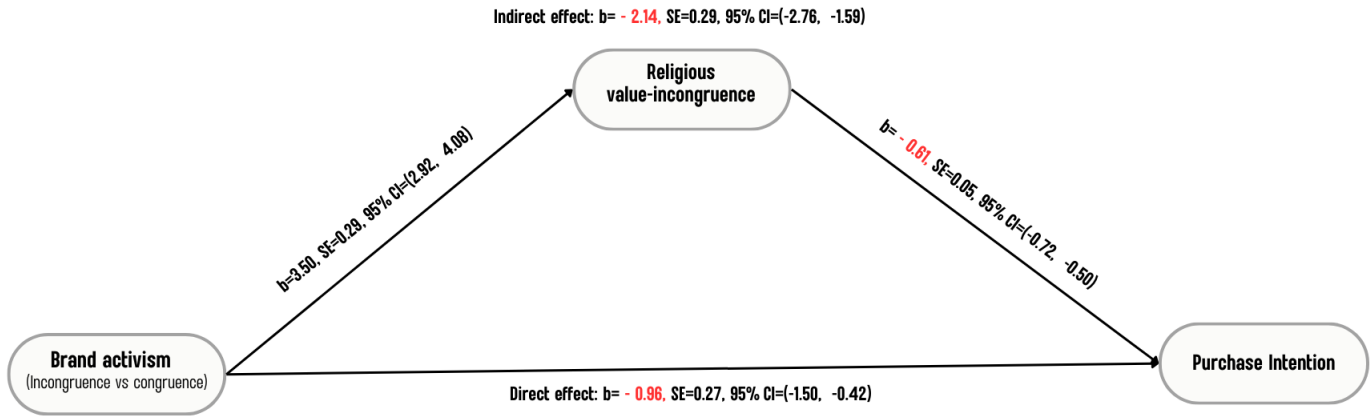 Indirect effect: b= - 2.14, SE=0.29, 95% CI=(-2.76, -1.59)
Religious
value-incongruence
b=3.50, SE=0.29, 95% CI=(2.92, 4.08)
b= - 0.61, SE=0.05, 95% CI=(-0.72, -0.50)
Brand activism
(Incongruence vs congruence)
Purchase Intention
Direct effect: b= - 0.96, SE=0.27, 95% CI=(-1.50, -0.42)